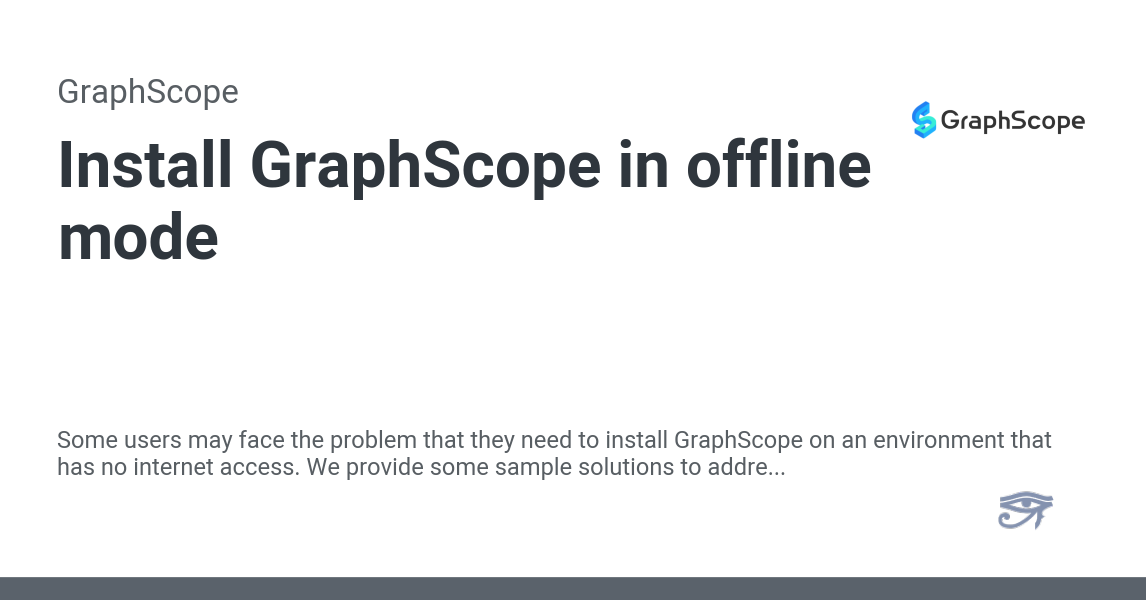 GraphScope
GraphScope
Install GraphScope in offline
mode
Some users may face the problem that they need to install GraphScope on an environment that
has no internet access. We provide some sample solutions to addre...